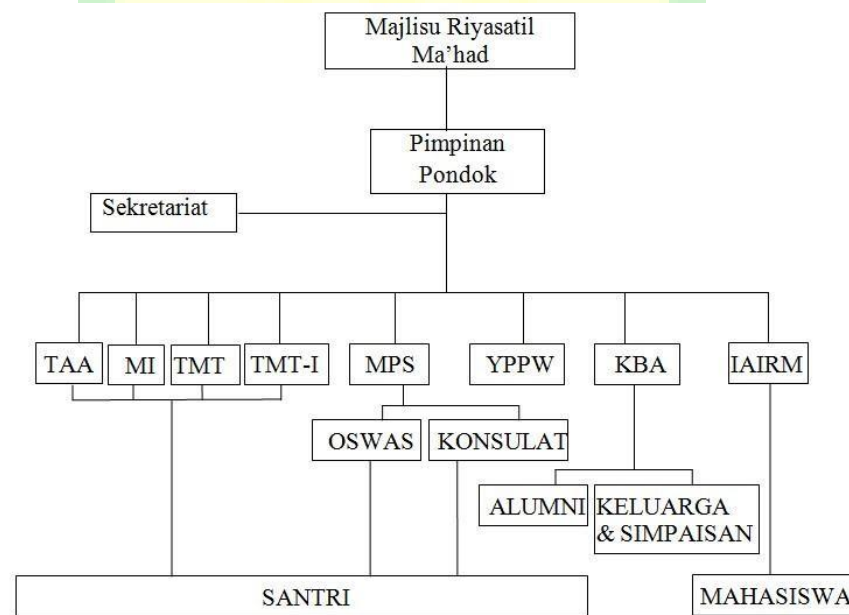 Majlisu Riyasatil
Ma’had
Pimpinan
Pondok
Sekretariat
TAA
MI
TMT
TMT-I
MPS
YPPW
KBA
IAIRM
OSWAS
KONSULAT
ALUMNI
KELUARGA
& SIMPAISAN
SANTRI
MAHASISWA